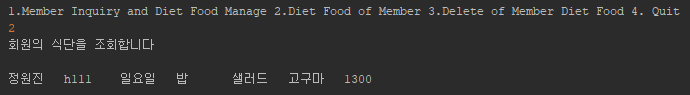 1.Member Inquiry and Diet Food Manage 2.Diet Food of Member 3.Delete of Member Diet Food 4. Quit
2
회원의 식단을 조회합니다
정원진 h111 일요일 밥 샐러드 고구마 1300